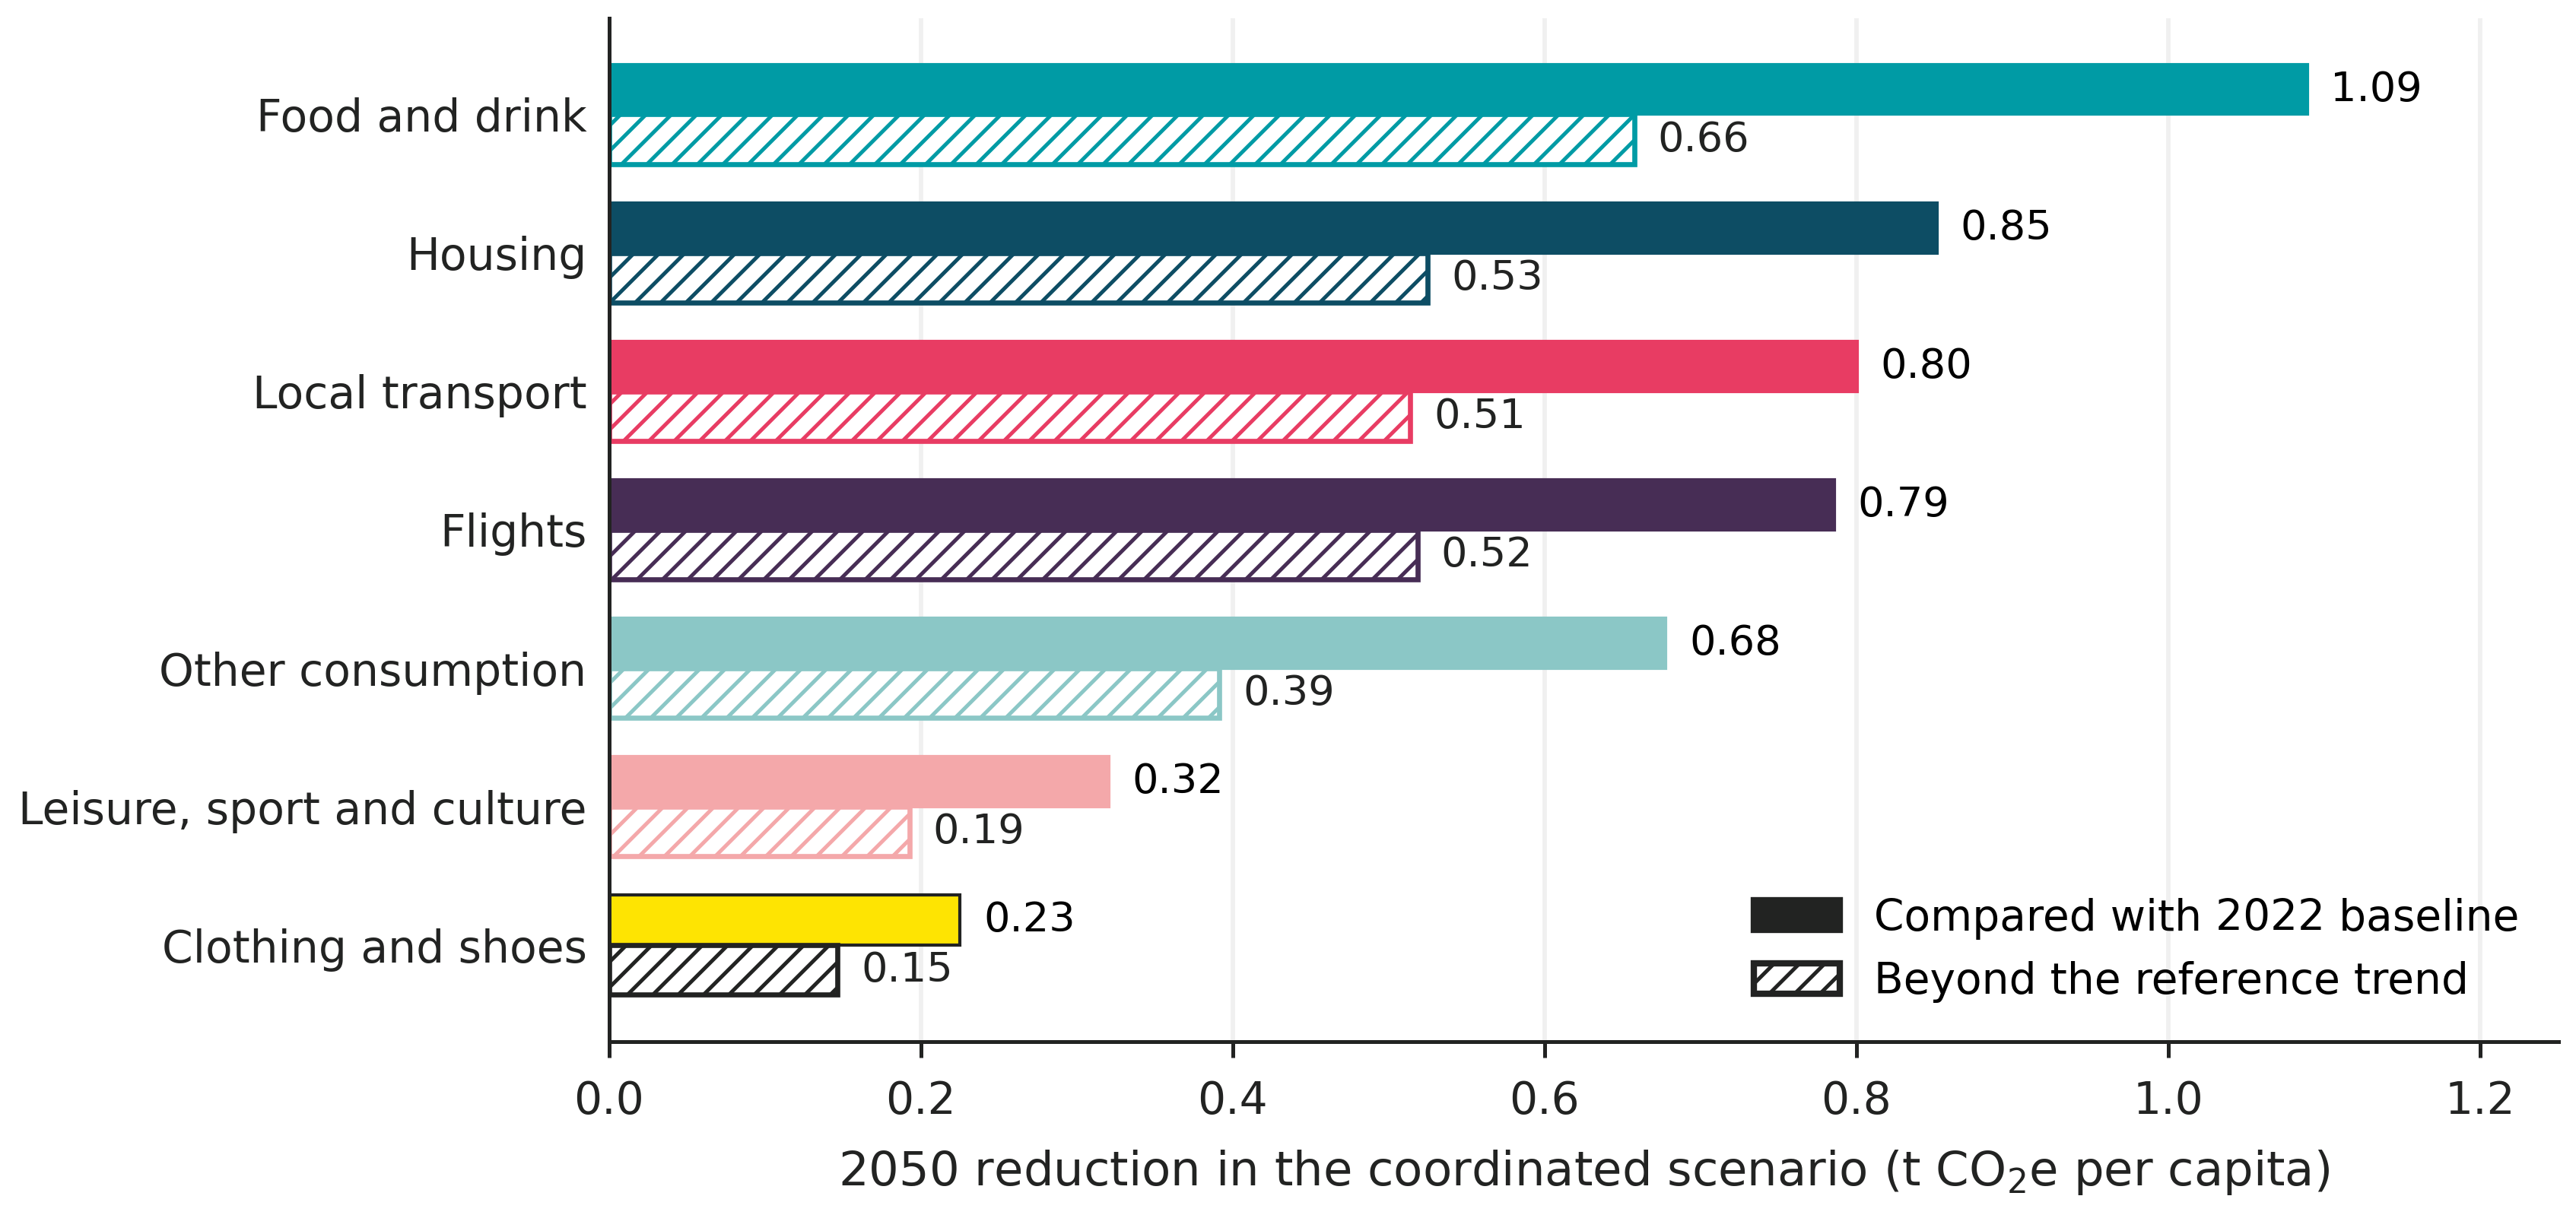 Food and drink
1.09
0.66
Housing
0.85
0.53
Local transport
0.80
0.51
Flights
0.79
0.52
Other consumption
0.68
0.39
Leisure, sport and culture
0.32
0.19
Clothing and shoes
0.23
0.15
Compared with 2022 baseline
Beyond the reference trend
0.0 0.2 0.4 0.6 0.8 1.0 1.2
2050 reduction in the coordinated scenario (t CO₂e per capita)